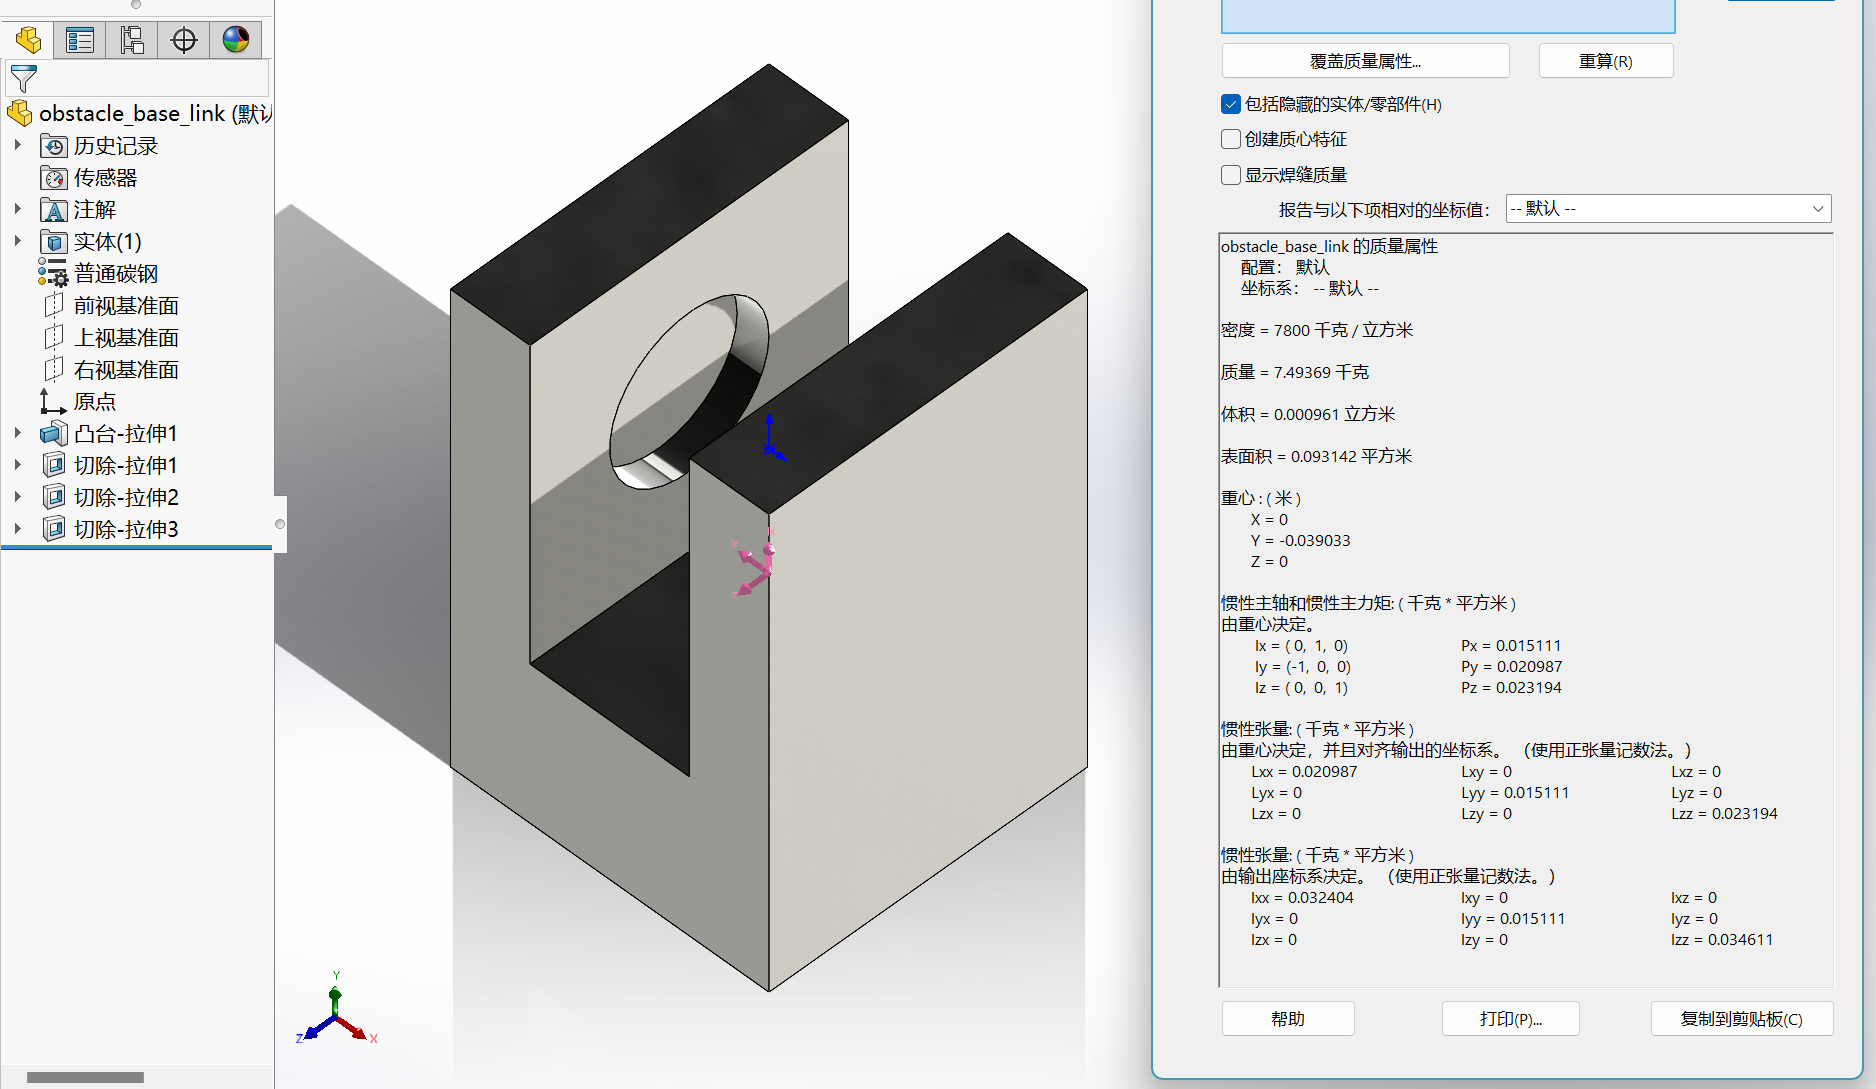 obstacle_base_link (默认
历史记录
传感器
注解
实体(1)
普通碳钢
前视基准面
上视基准面
右视基准面
原点
凸台-拉伸1
切除-拉伸1
切除-拉伸2
切除-拉伸3
Y
Z
X
覆盖质量属性...
重算(R)
包括隐藏的实体/零部件(H)
创建质心特征
显示焊缝质量
报告与以下项相对的坐标值: -- 默认 --
obstacle_base_link 的质量属性
配置: 默认
坐标系: -- 默认 --
密度 = 7800 千克 / 立方米
质量 = 7.49369 千克
体积 = 0.000961 立方米
表面积 = 0.093142 平方米
重心 : ( 米 )
X = 0
Y = -0.039033
Z = 0
惯性主轴和惯性主力矩: ( 千克 * 平方米 )
由重心决定。
Ix = ( 0, 1, 0) Px = 0.015111
Iy = (-1, 0, 0) Py = 0.020987
Iz = ( 0, 0, 1) Pz = 0.023194
惯性张量: ( 千克 * 平方米 )
由重心决定，并且对齐输出的坐标系。 （使用正张量记数法。）
Lxx = 0.020987 Lxy = 0 Lxz = 0
Lyx = 0 Lyy = 0.015111 Lyz = 0
Lzx = 0 Lzy = 0 Lzz = 0.023194
惯性张量: ( 千克 * 平方米 )
由输出座标系决定。 （使用正张量记数法。）
Ixx = 0.032404 Ixy = 0 Ixz = 0
Iyx = 0 Iyy = 0.015111 Iyz = 0
Izx = 0 Izy = 0 Izz = 0.034611
帮助
打印(P)...
复制到剪贴板(C)